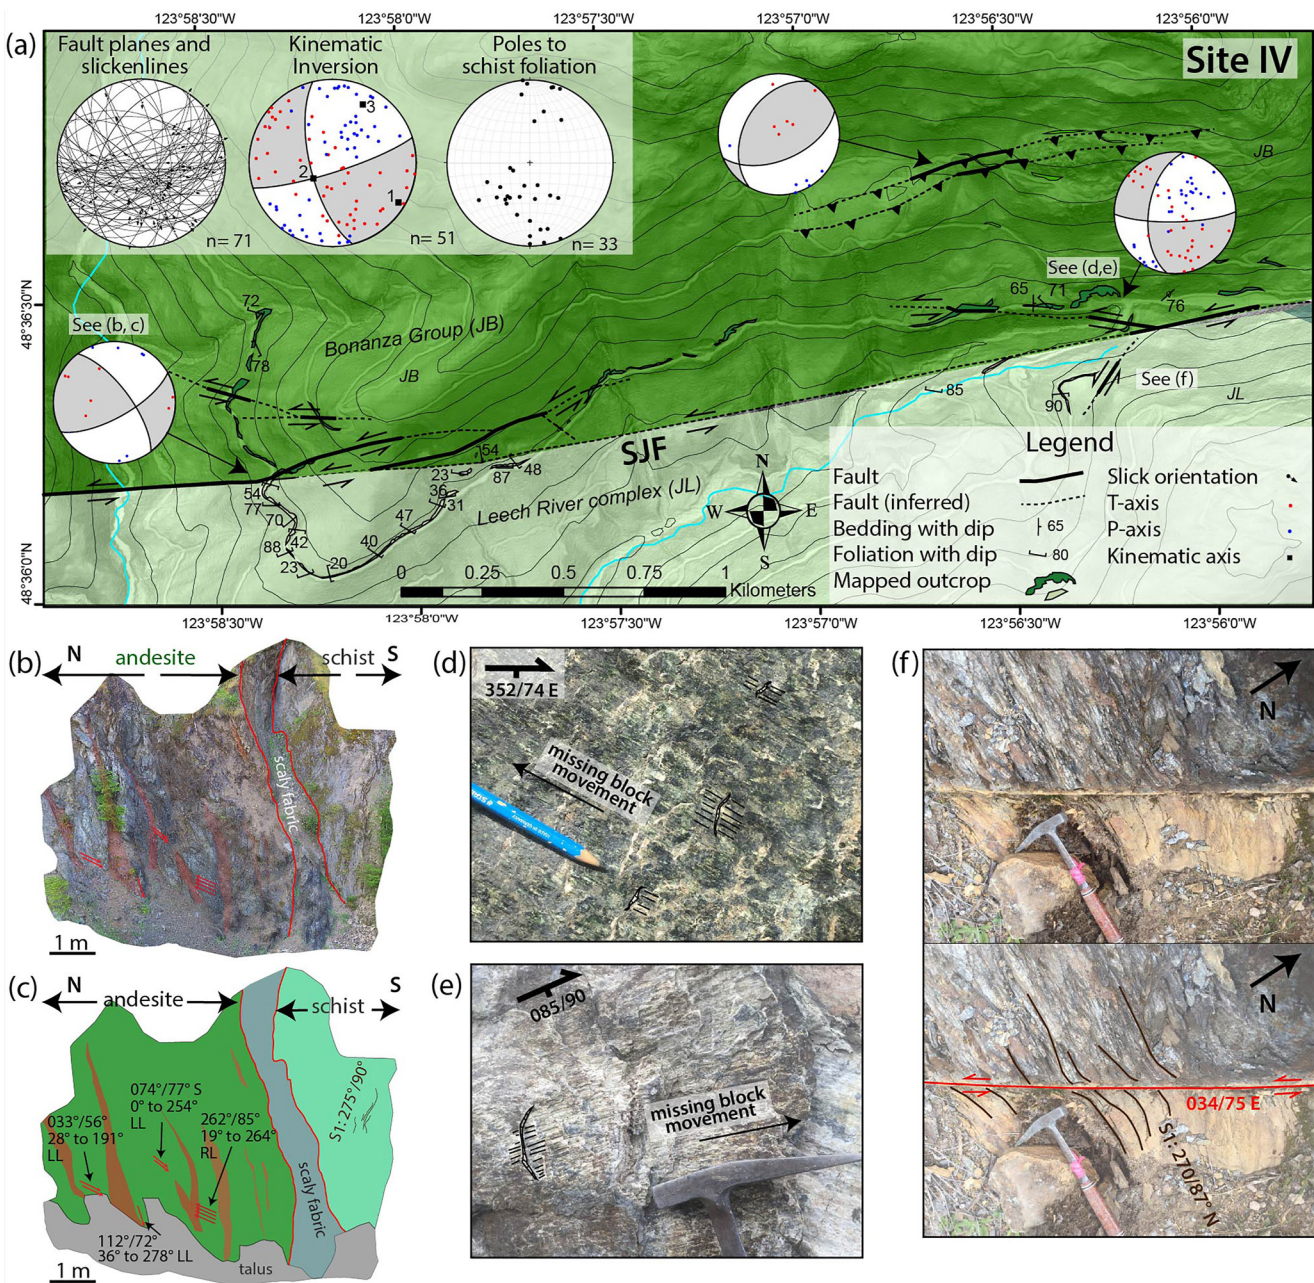 123°58'30"W
123°58'0"W
123°57'30"W
123°57'0"W
123°56'30"W
123°56'0"W
(a)
Fault planes and
slickenlines
n= 71
Kinematic
Inversion
3
2
1
n= 51
Poles to
schist foliation
n= 33
Site IV
JB
48°36'30"N
See (b, c)
72
78
Bonanza Group (JB)
JB
See (d,e)
65
71
76
See (f)
85
90
JL
SJF
54
23
87
48
36
31
54
77
70
42
88
23
20
40
47
Leech River complex (JL)
N
W
E
S
48°36'0"N
0
0.25
0.5
0.75
1
Kilometers
Legend
Fault
Fault (inferred)
Bedding with dip
65
Foliation with dip
80
Mapped outcrop
Slick orientation
T-axis
P-axis
Kinematic axis
123°58'30"W
123°58'0"W
123°57'30"W
123°57'0"W
123°56'30"W
123°56'0"W
(b)
N
andesite
schist
S
scaly fabric
1 m
(c)
N
andesite
schist
S
033°/56°
28° to 191°
LL
074°/77° S
0° to 254°
LL
262°/85°
19° to 264°
RL
S1: 275°/90°
scaly fabric
112°/72°
36° to 278° LL
talus
1 m
(d)
352/74 E
missing block
movement
(e)
085/90
missing block
movement
(f)
N
N
034/75 E
S1: 270/87° N